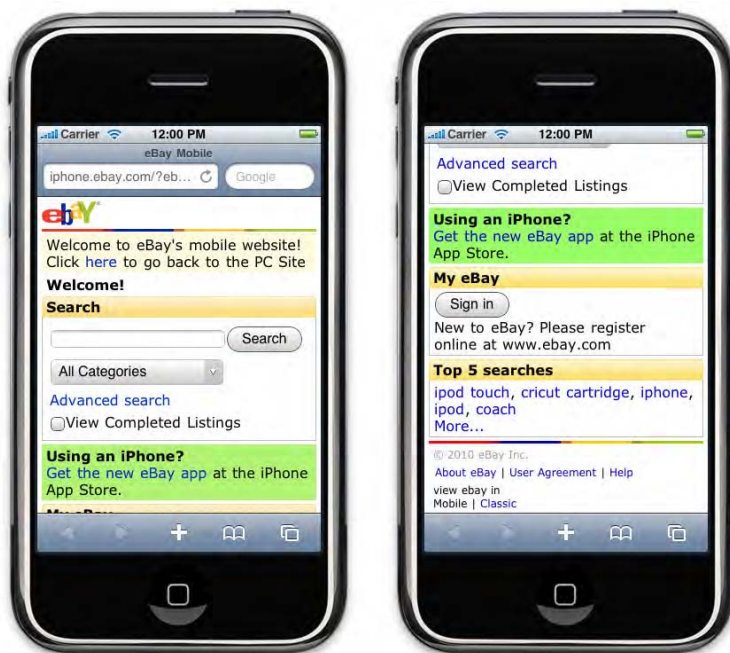 Carrier 12:00 PM
eBay Mobile
iphone.ebay.com/?eb... Google
ebaY
Welcome to eBay's mobile website!
Click here to go back to the PC Site
Welcome!
Search
Search
All Categories
Advanced search
View Completed Listings
Using an iPhone?
Get the new eBay app at the iPhone
App Store.
My eBay
Carrier 12:00 PM
Advanced search
View Completed Listings
Using an iPhone?
Get the new eBay app at the iPhone
App Store.
My eBay
Sign in
New to eBay? Please register
online at www.ebay.com
Top 5 searches
ipod touch, cricut cartridge, iphone,
ipod, coach
More...
© 2010 eBay Inc.
About eBay | User Agreement | Help
view ebay in
Mobile | Classic